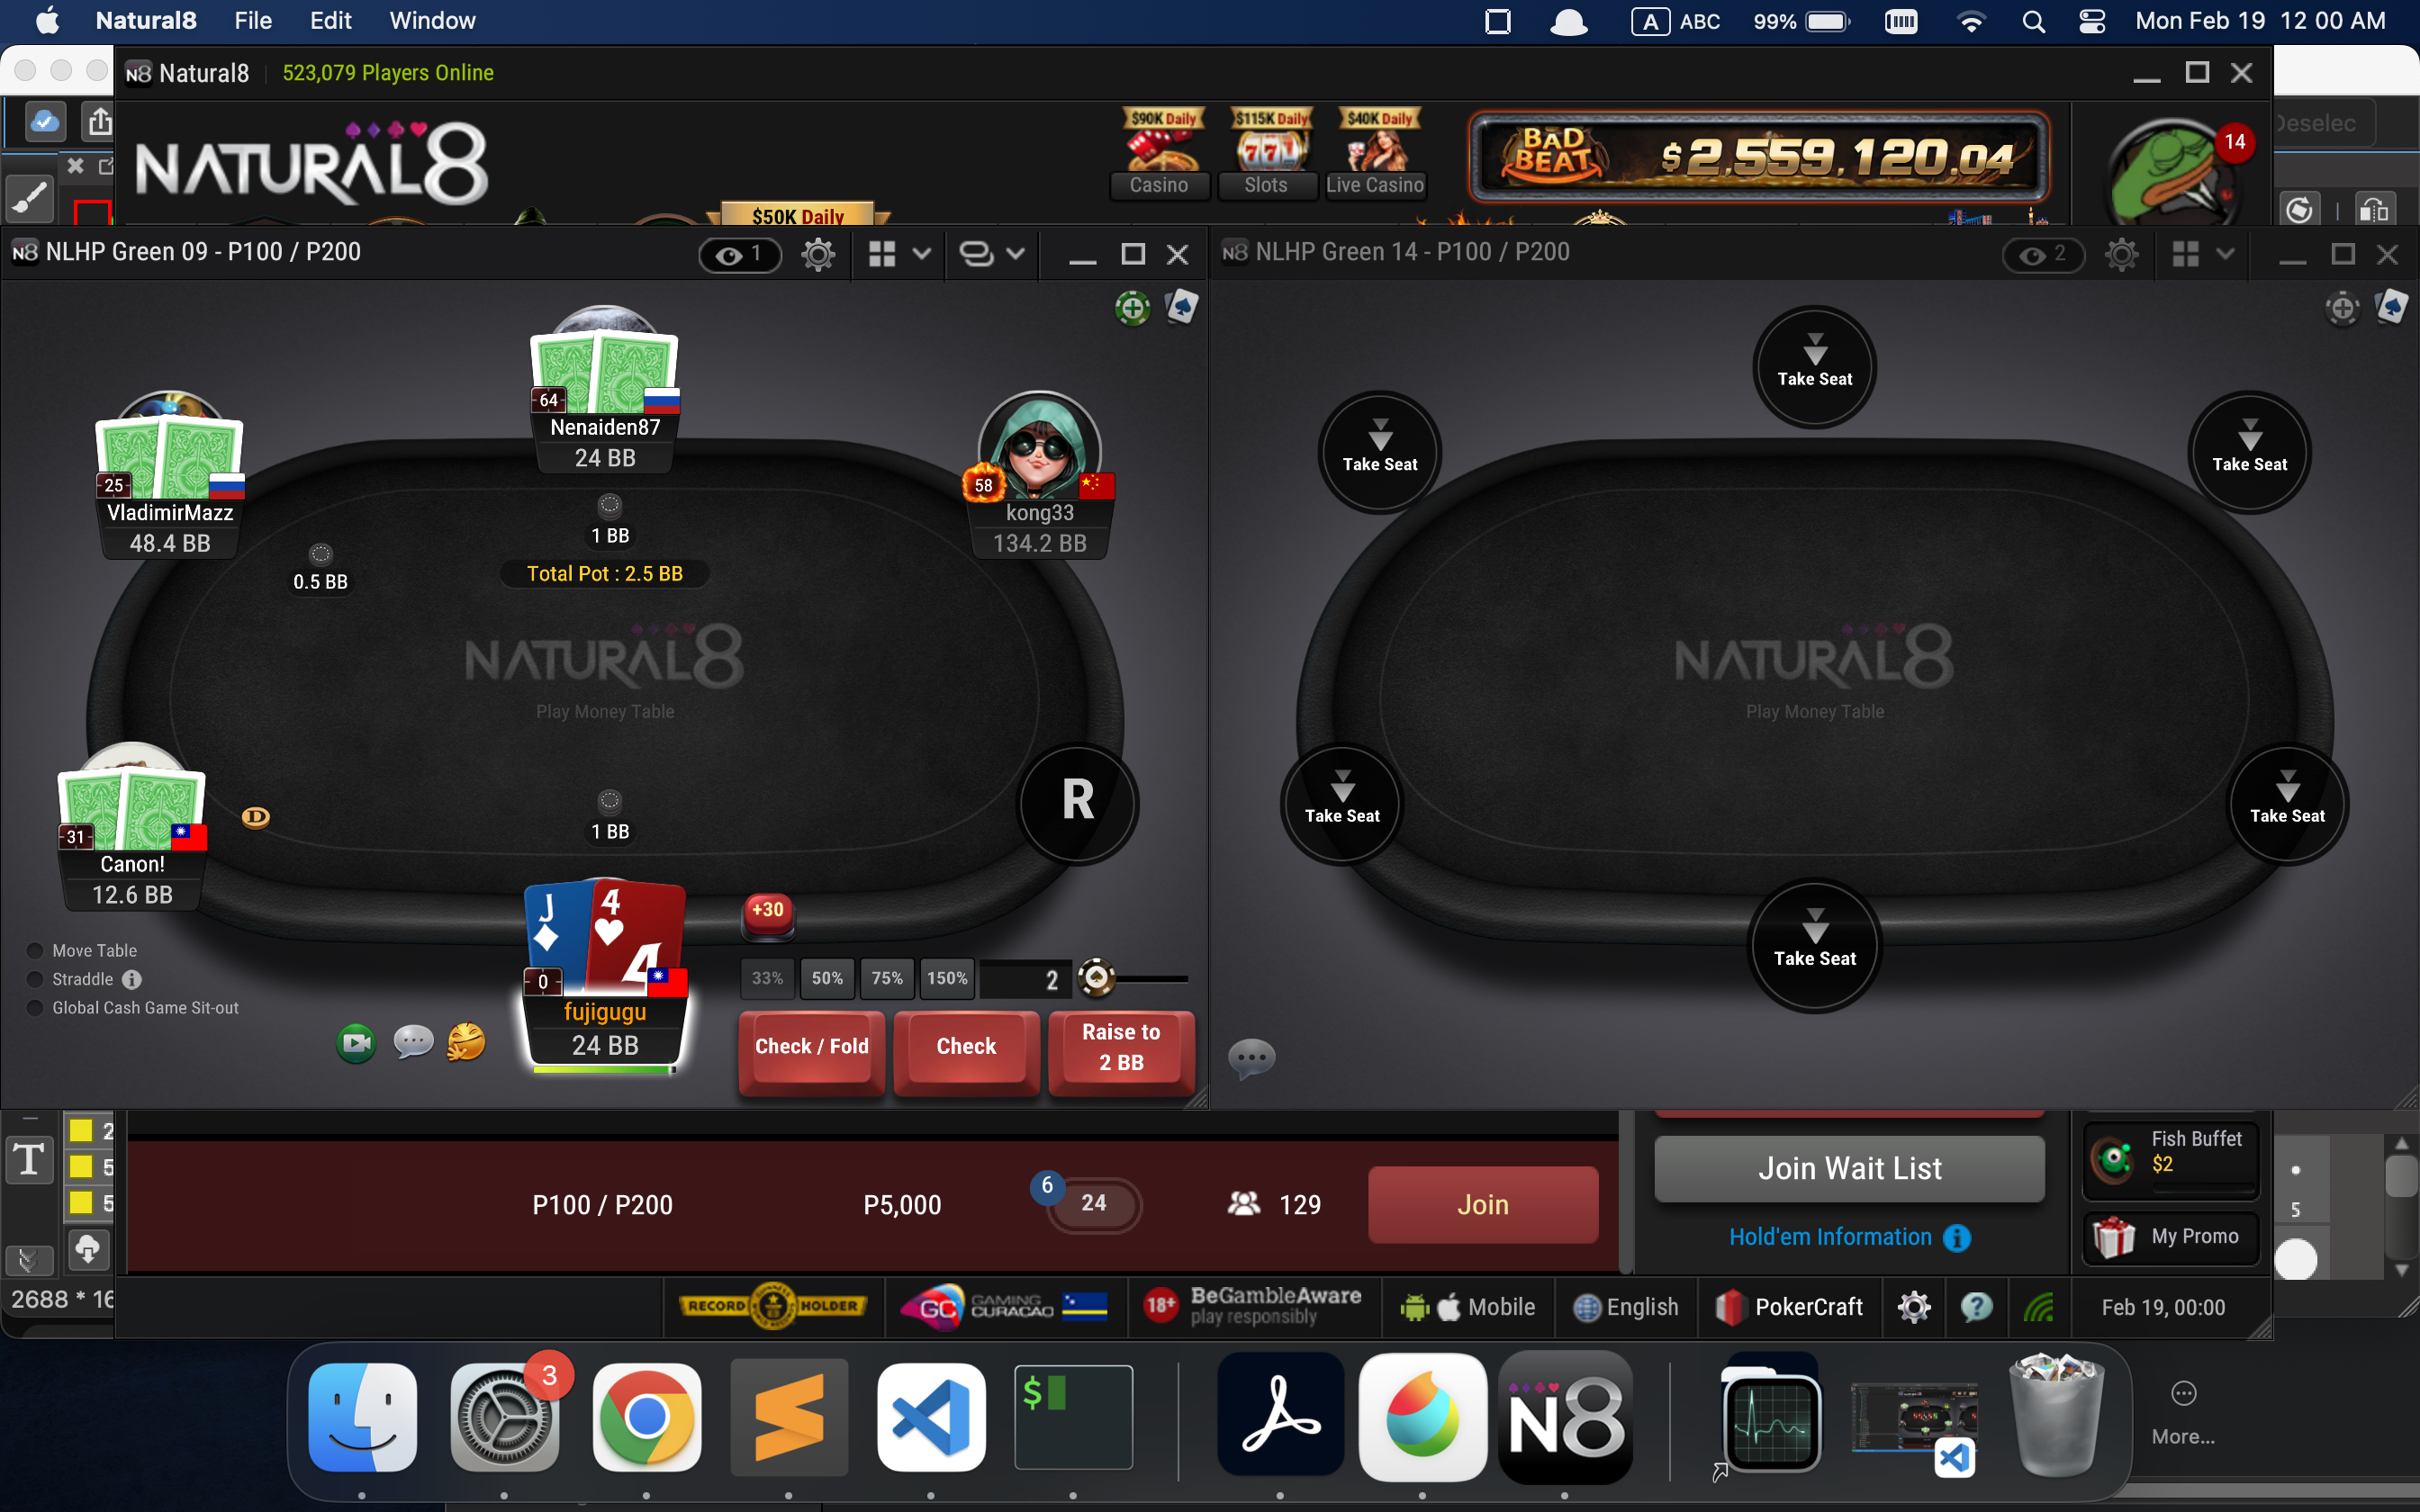 Natural8 File Edit Window
A ABC 99% Mon Feb 19 12 00 AM
N8 Natural8 523,079 Players Online
NATURAL8
$90K Daily $115K Daily $40K Daily
Casino Slots Live Casino
BAD BEAT $2,559,120.04
14
Deselec
$50K Daily
N8 NLHP Green 09 - P100 / P200 1
N8 NLHP Green 14 - P100 / P200 2
64
Nenaiden87
24 BB
25
VladimirMazz
48.4 BB
58
kong33
134.2 BB
1 BB
0.5 BB
Total Pot : 2.5 BB
NATURAL8
Play Money Table
R
31
Canon!
12.6 BB
D
1 BB
J 4
4
+30
0
fujigugu
24 BB
Move Table
Straddle i
Global Cash Game Sit-out
33% 50% 75% 150% 2
Check / Fold
Check
Raise to
2 BB
Take Seat
Take Seat
Take Seat
NATURAL8
Play Money Table
Take Seat
Take Seat
Take Seat
T
2
5
5
2688 * 16
P100 / P200 P5,000 6 24 129 Join
Join Wait List
Hold'em Information i
Fish Buffet
$2
My Promo
5
RECORD HOLDER
GC GAMING CURACAO
18+ BeGambleAware
play responsibly
Mobile
English
PokerCraft
?
Feb 19, 00:00
3
$
N8
More...